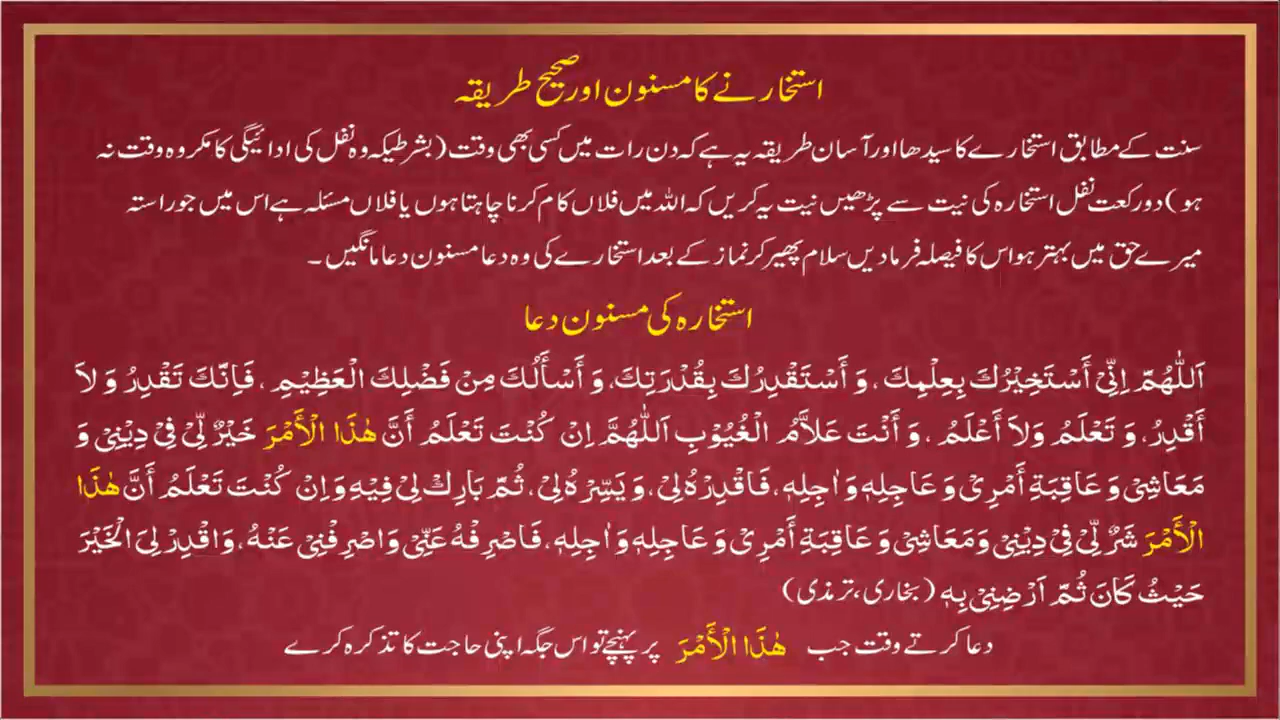 استخارنے کا مسنون اور صحیح طریقہ
سنت کے مطابق استخارے کا سیدھا اور آسان طریقہ یہ ہے کہ دن رات میں کسی بھی وقت (بشرطیکہ وہ نفل کی ادائیگی کا مکروہ وقت نہ
ہو) دو رکعت نفل استخارہ کی نیت سے پڑھیں نیت یہ کریں کہ اللہ میں فلاں کام کرنا چاہتا ہوں یا فلاں مسئلہ ہے اس میں جو راستہ
میرے حق میں بہتر ہو اس کا فیصلہ فرما دیں سلام پھیر کر نماز کے بعد استخارے کی وہ دعا مسنون دعا مانگیں۔
استخارہ کی مسنون دعا
اَللّٰهُمَّ اِنِّیْ أَسْتَخِیْرُكَ بِعِلْمِكَ، وَ أَسْتَقْدِرُكَ بِقُدْرَتِكَ، وَ أَسْأَلُكَ مِنْ فَضْلِكَ الْعَظِیْمِ، فَاِنَّكَ تَقْدِرُ وَ لاَ
أَقْدِرُ، وَ تَعْلَمُ وَلاَ أَعْلَمُ، وَ أَنْتَ عَلاَّمُ الْغُیُوْبِ اَللّٰهُمَّ اِنْ كُنْتَ تَعْلَمُ أَنَّ هٰذَا الْأَمْرَ خَیْرٌ لِّیْ فِیْ دِیْنِیْ وَ
مَعَاشِیْ وَ عَاقِبَةِ أَمْرِیْ وَ عَاجِلِهٖ وَ اٰجِلِهٖ، فَاقْدِرْهُ لِیْ، وَ یَسِّرْهُ لِیْ، ثُمَّ بَارِكْ لِیْ فِیْهِ وَ اِنْ كُنْتَ تَعْلَمُ أَنَّ هٰذَا
الْأَمْرَ شَرٌّ لِّیْ فِیْ دِیْنِیْ وَمَعَاشِیْ وَ عَاقِبَةِ أَمْرِیْ وَ عَاجِلِهٖ وَ اٰجِلِهٖ، فَاصْرِفْهُ عَنِّیْ وَاصْرِفْنِیْ عَنْهُ، وَاقْدِرْ لِیَ الْخَیْرَ
حَیْثُ كَانَ ثُمَّ اَرْضِنِیْ بِهٖ (بخاری، ترمذی)
دعا کرتے وقت جب هٰذَا الْأَمْرَ پر پہنچے تو اس جگہ اپنی حاجت کا تذکرہ کرے